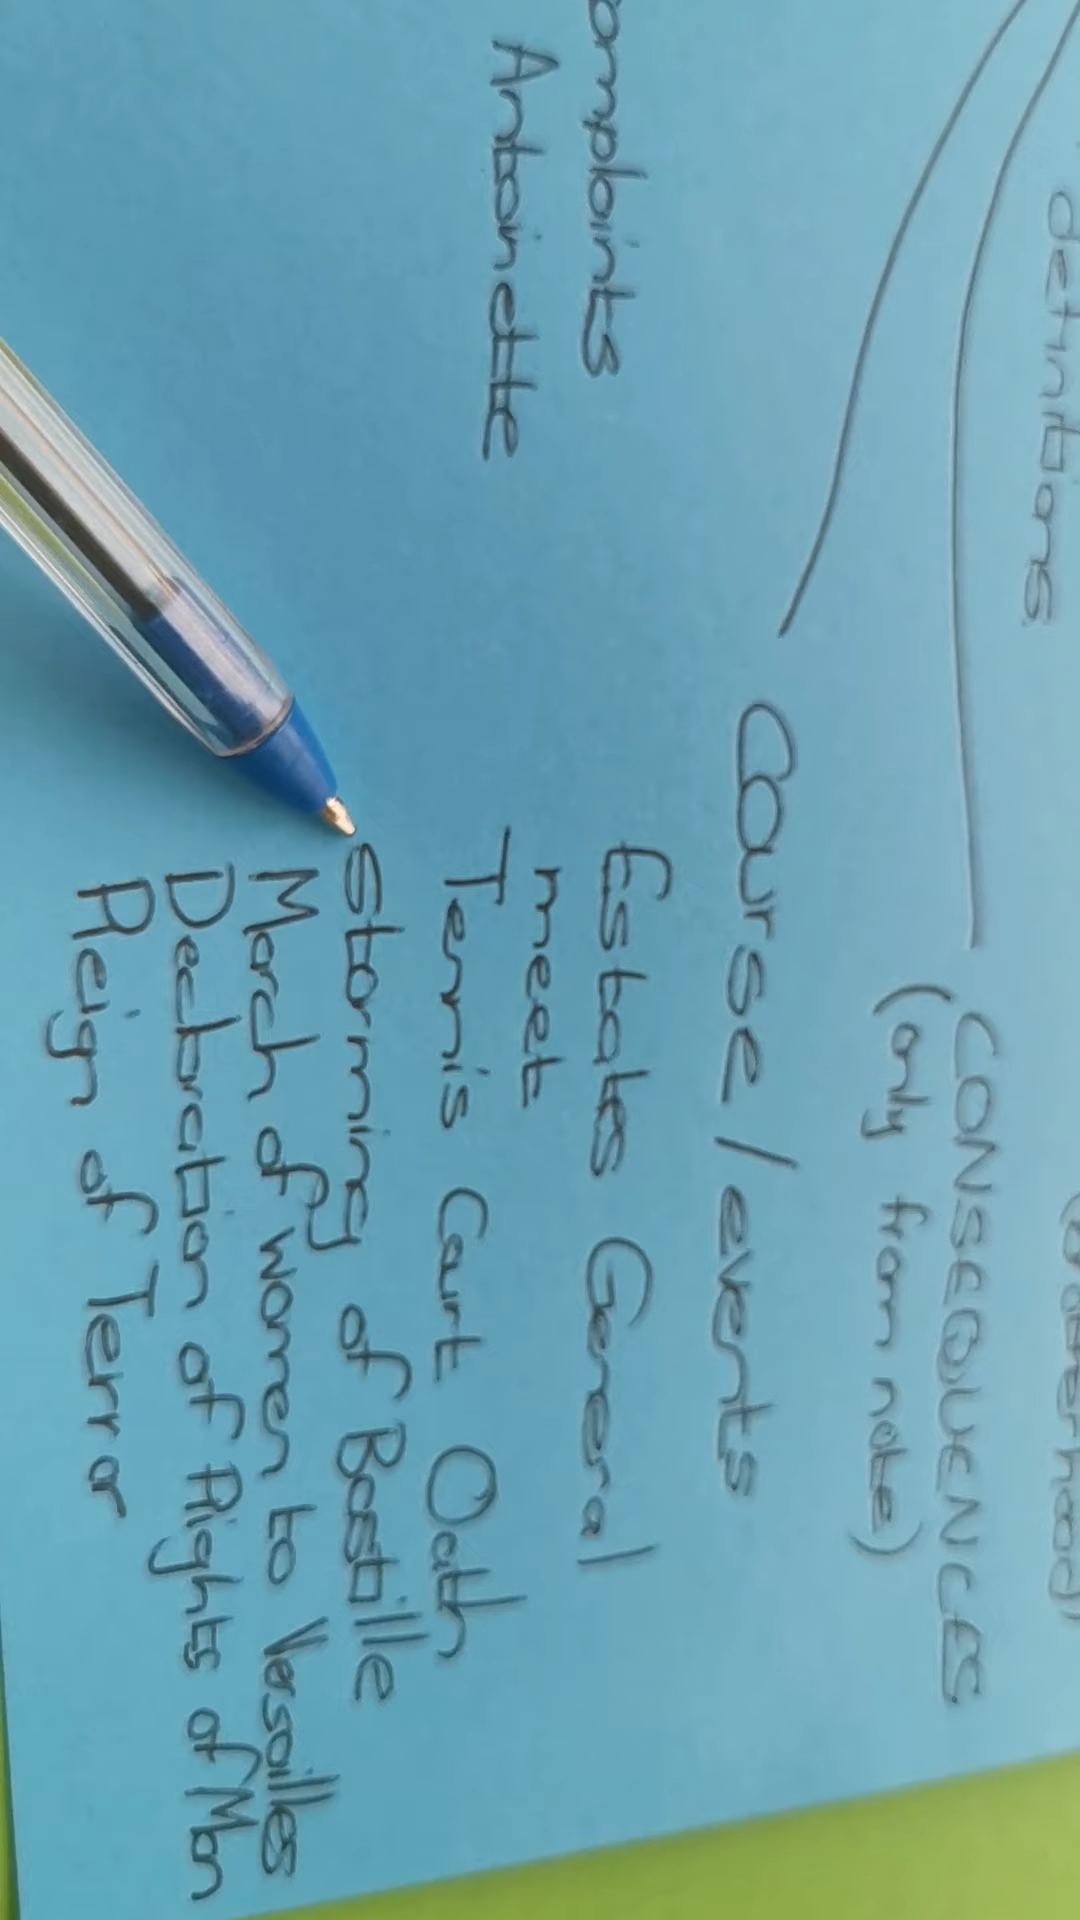 definitions
CONSEQUENCES
(only from note)
Course / events
Estates General
meet
Tennis Court Oath
Storming of Bastille
March of women to Versailles
Declaration of Rights of Man
Reign of Terror
Antoinette